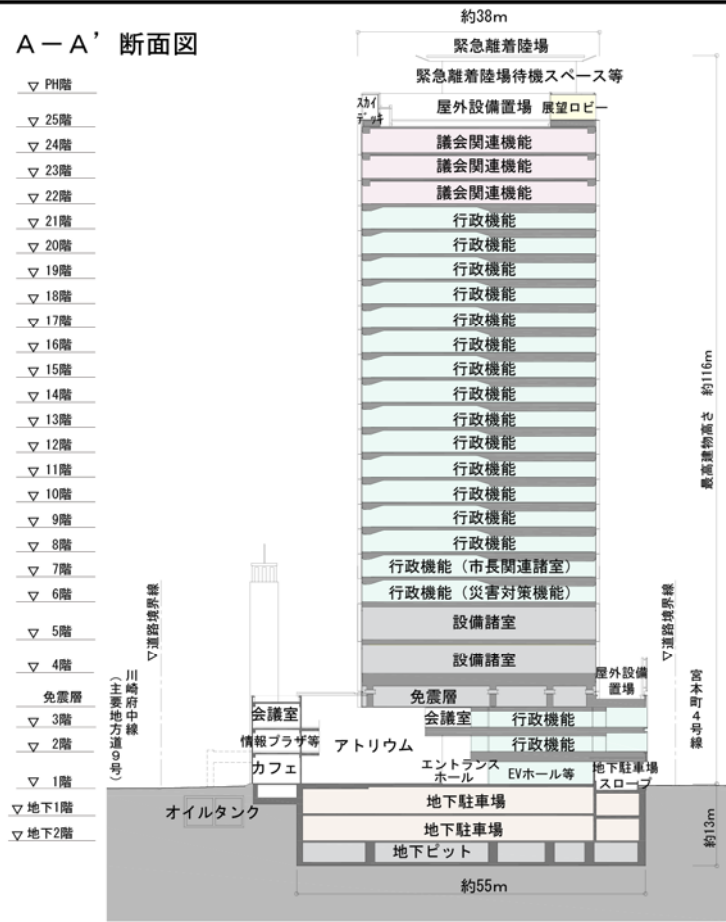 約38m
A-A’断面図
緊急離着陸場
緊急離着陸場待機スペース等
▽ PH階
スカイ
デッキ
屋外設備置場
展望ロビー
▽ 25階
▽ 24階
議会関連機能
▽ 23階
議会関連機能
▽ 22階
議会関連機能
▽ 21階
行政機能
▽ 20階
行政機能
▽ 19階
行政機能
▽ 18階
行政機能
▽ 17階
行政機能
▽ 16階
行政機能
▽ 15階
行政機能
▽ 14階
行政機能
▽ 13階
行政機能
▽ 12階
行政機能
▽ 11階
行政機能
▽ 10階
行政機能
▽ 9階
行政機能
▽ 8階
行政機能
▽ 7階
行政機能(市長関連諸室)
▽ 6階
行政機能(災害対策機能)
▽ 5階
設備諸室
▽ 4階
設備諸室
免震層
免震層
▽ 3階
会議室
会議室
行政機能
屋外設備
置場
▽ 2階
情報プラザ等
アトリウム
行政機能
▽ 1階
カフェ
エントランス
ホール
EVホール等
地下駐車場
スロープ
▽ 地下1階
オイルタンク
地下駐車場
▽ 地下2階
地下駐車場
地下ピット
約55m
約13m
最高建物高さ 約116m
▽道路境界線
川崎府中線
(主要地方道9号)
▽道路境界線
宮本町4号線